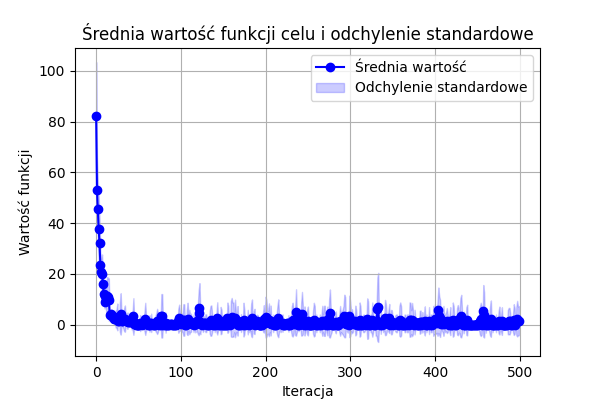 Średnia wartość funkcji celu i odchylenie standardowe
Średnia wartość
Odchylenie standardowe
Wartość funkcji
100
80
60
40
20
0
0 100 200 300 400 500
Iteracja